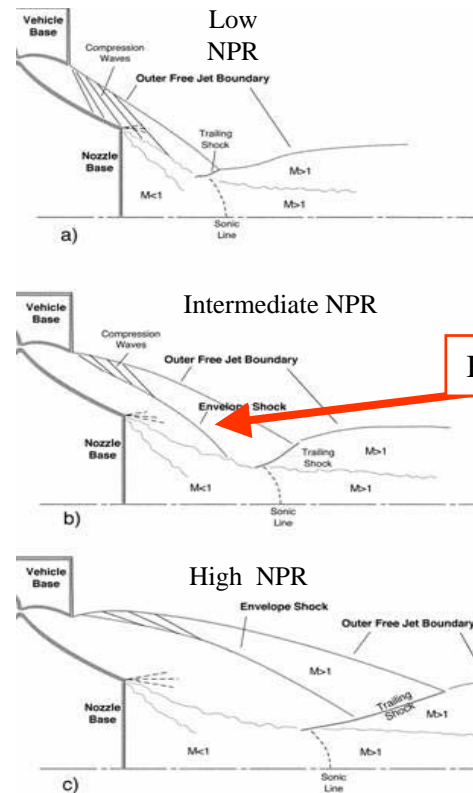 Low
NPR
Vehicle
Base
Compression
Waves
Outer Free Jet Boundary
Trailing
Shock
Nozzle
Base
M<1
M>1
M>1
Sonic
Line
a)
Intermediate NPR
Vehicle
Base
Compression
Waves
Outer Free Jet Boundary
Envelope Shock
Nozzle
Base
Trailing
Shock
M>1
M<1
M>1
Sonic
Line
b)
High NPR
Vehicle
Base
Envelope Shock
Outer Free Jet Boundary
M>1
Trailing
Shock
Nozzle
Base
M>1
M<1
M>1
Sonic
Line
c)